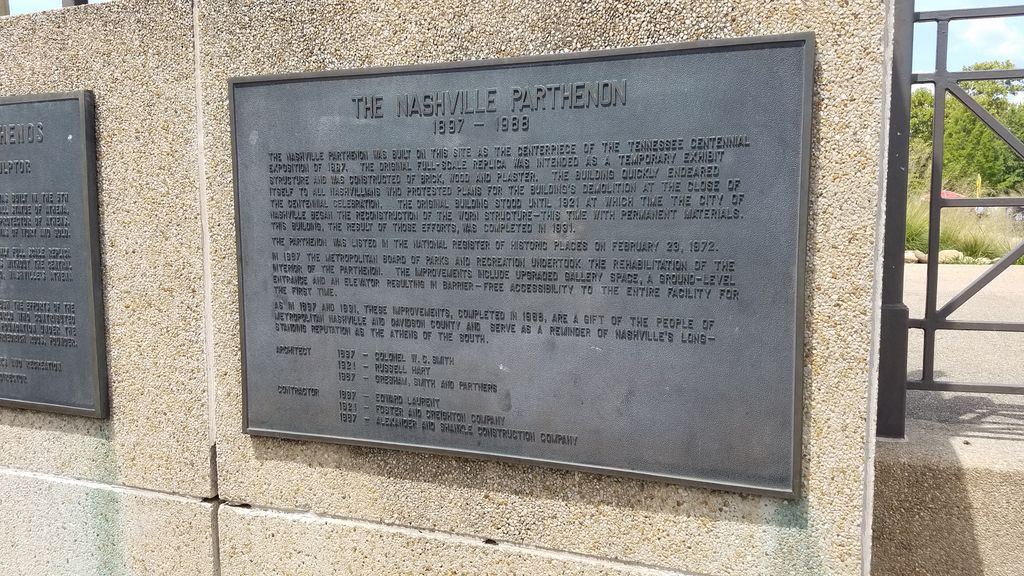 HENOS
THE NASHVILLE PARTHENON
1897 — 1988
THE NASHVILLE PARTHENON WAS BUILT ON THIS SITE AS THE CENTERPIECE OF THE TENNESSEE CENTENNIAL
EXPOSITION OF 1897. THE ORIGINAL FULL-SCALE REPLICA WAS INTENDED AS A TEMPORARY EXHIBIT
STRUCTURE AND WAS CONSTRUCTED OF BRICK, WOOD AND PLASTER. THE BUILDING QUICKLY ENDEARED
ITSELF TO ALL NASHVILLIANS WHO PROTESTED PLANS FOR THE BUILDING'S DEMOLITION AT THE CLOSE OF
THE CENTENNIAL CELEBRATION. THE ORIGINAL BUILDING STOOD UNTIL 1921 AT WHICH TIME THE CITY OF
NASHVILLE BEGAN THE RECONSTRUCTION OF THE WORN STRUCTURE—THIS TIME WITH PERMANENT MATERIALS.
THIS BUILDING, THE RESULT OF THOSE EFFORTS, WAS COMPLETED IN 1931.
THE PARTHENON WAS LISTED IN THE NATIONAL REGISTER OF HISTORIC PLACES ON FEBRUARY 23, 1972.
IN 1987 THE METROPOLITAN BOARD OF PARKS AND RECREATION UNDERTOOK THE REHABILITATION OF THE
INTERIOR OF THE PARTHENON. THE IMPROVEMENTS INCLUDE UPGRADED GALLERY SPACE, A GROUND-LEVEL
ENTRANCE AND AN ELEVATOR RESULTING IN BARRIER-FREE ACCESSIBILITY TO THE ENTIRE FACILITY FOR
THE FIRST TIME.
AS IN 1897 AND 1931, THESE IMPROVEMENTS, COMPLETED IN 1988, ARE A GIFT OF THE PEOPLE OF
METROPOLITAN NASHVILLE AND DAVIDSON COUNTY AND SERVE AS A REMINDER OF NASHVILLE'S LONG—
STANDING REPUTATION AS THE ATHENS OF THE SOUTH.
ARCHITECT 1897 — COLONEL W. C. SMITH
1921 — RUSSELL HART
1987 — GRESHAM, SMITH AND PARTNERS
CONTRACTOR 1897 — EDWARD LAURENT
1921 — FOSTER AND CREIGHTON COMPANY
1987 — ALEXANDER AND SHANKLE CONSTRUCTION COMPANY